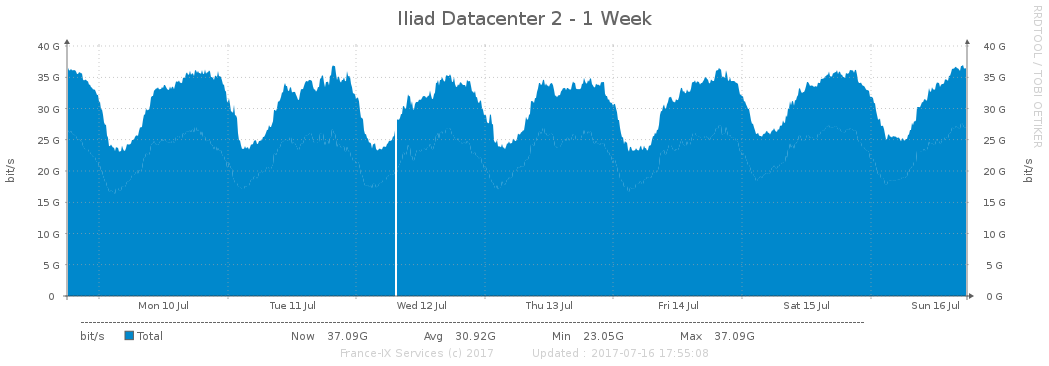 Iliad Datacenter 2 - 1 Week
RRDTOOL / TOBI OETIKER
40 G 40 G
35 G 35 G
30 G 30 G
25 G 25 G
20 G 20 G
15 G 15 G
10 G 10 G
5 G 5 G
0 0 G
bit/s bit/s
Mon 10 Jul Tue 11 Jul Wed 12 Jul Thu 13 Jul Fri 14 Jul Sat 15 Jul Sun 16 Jul
bit/s Total Now 37.09G Avg 30.92G Min 23.05G Max 37.09G
France-IX Services (c) 2017 Updated : 2017-07-16 17:55:08